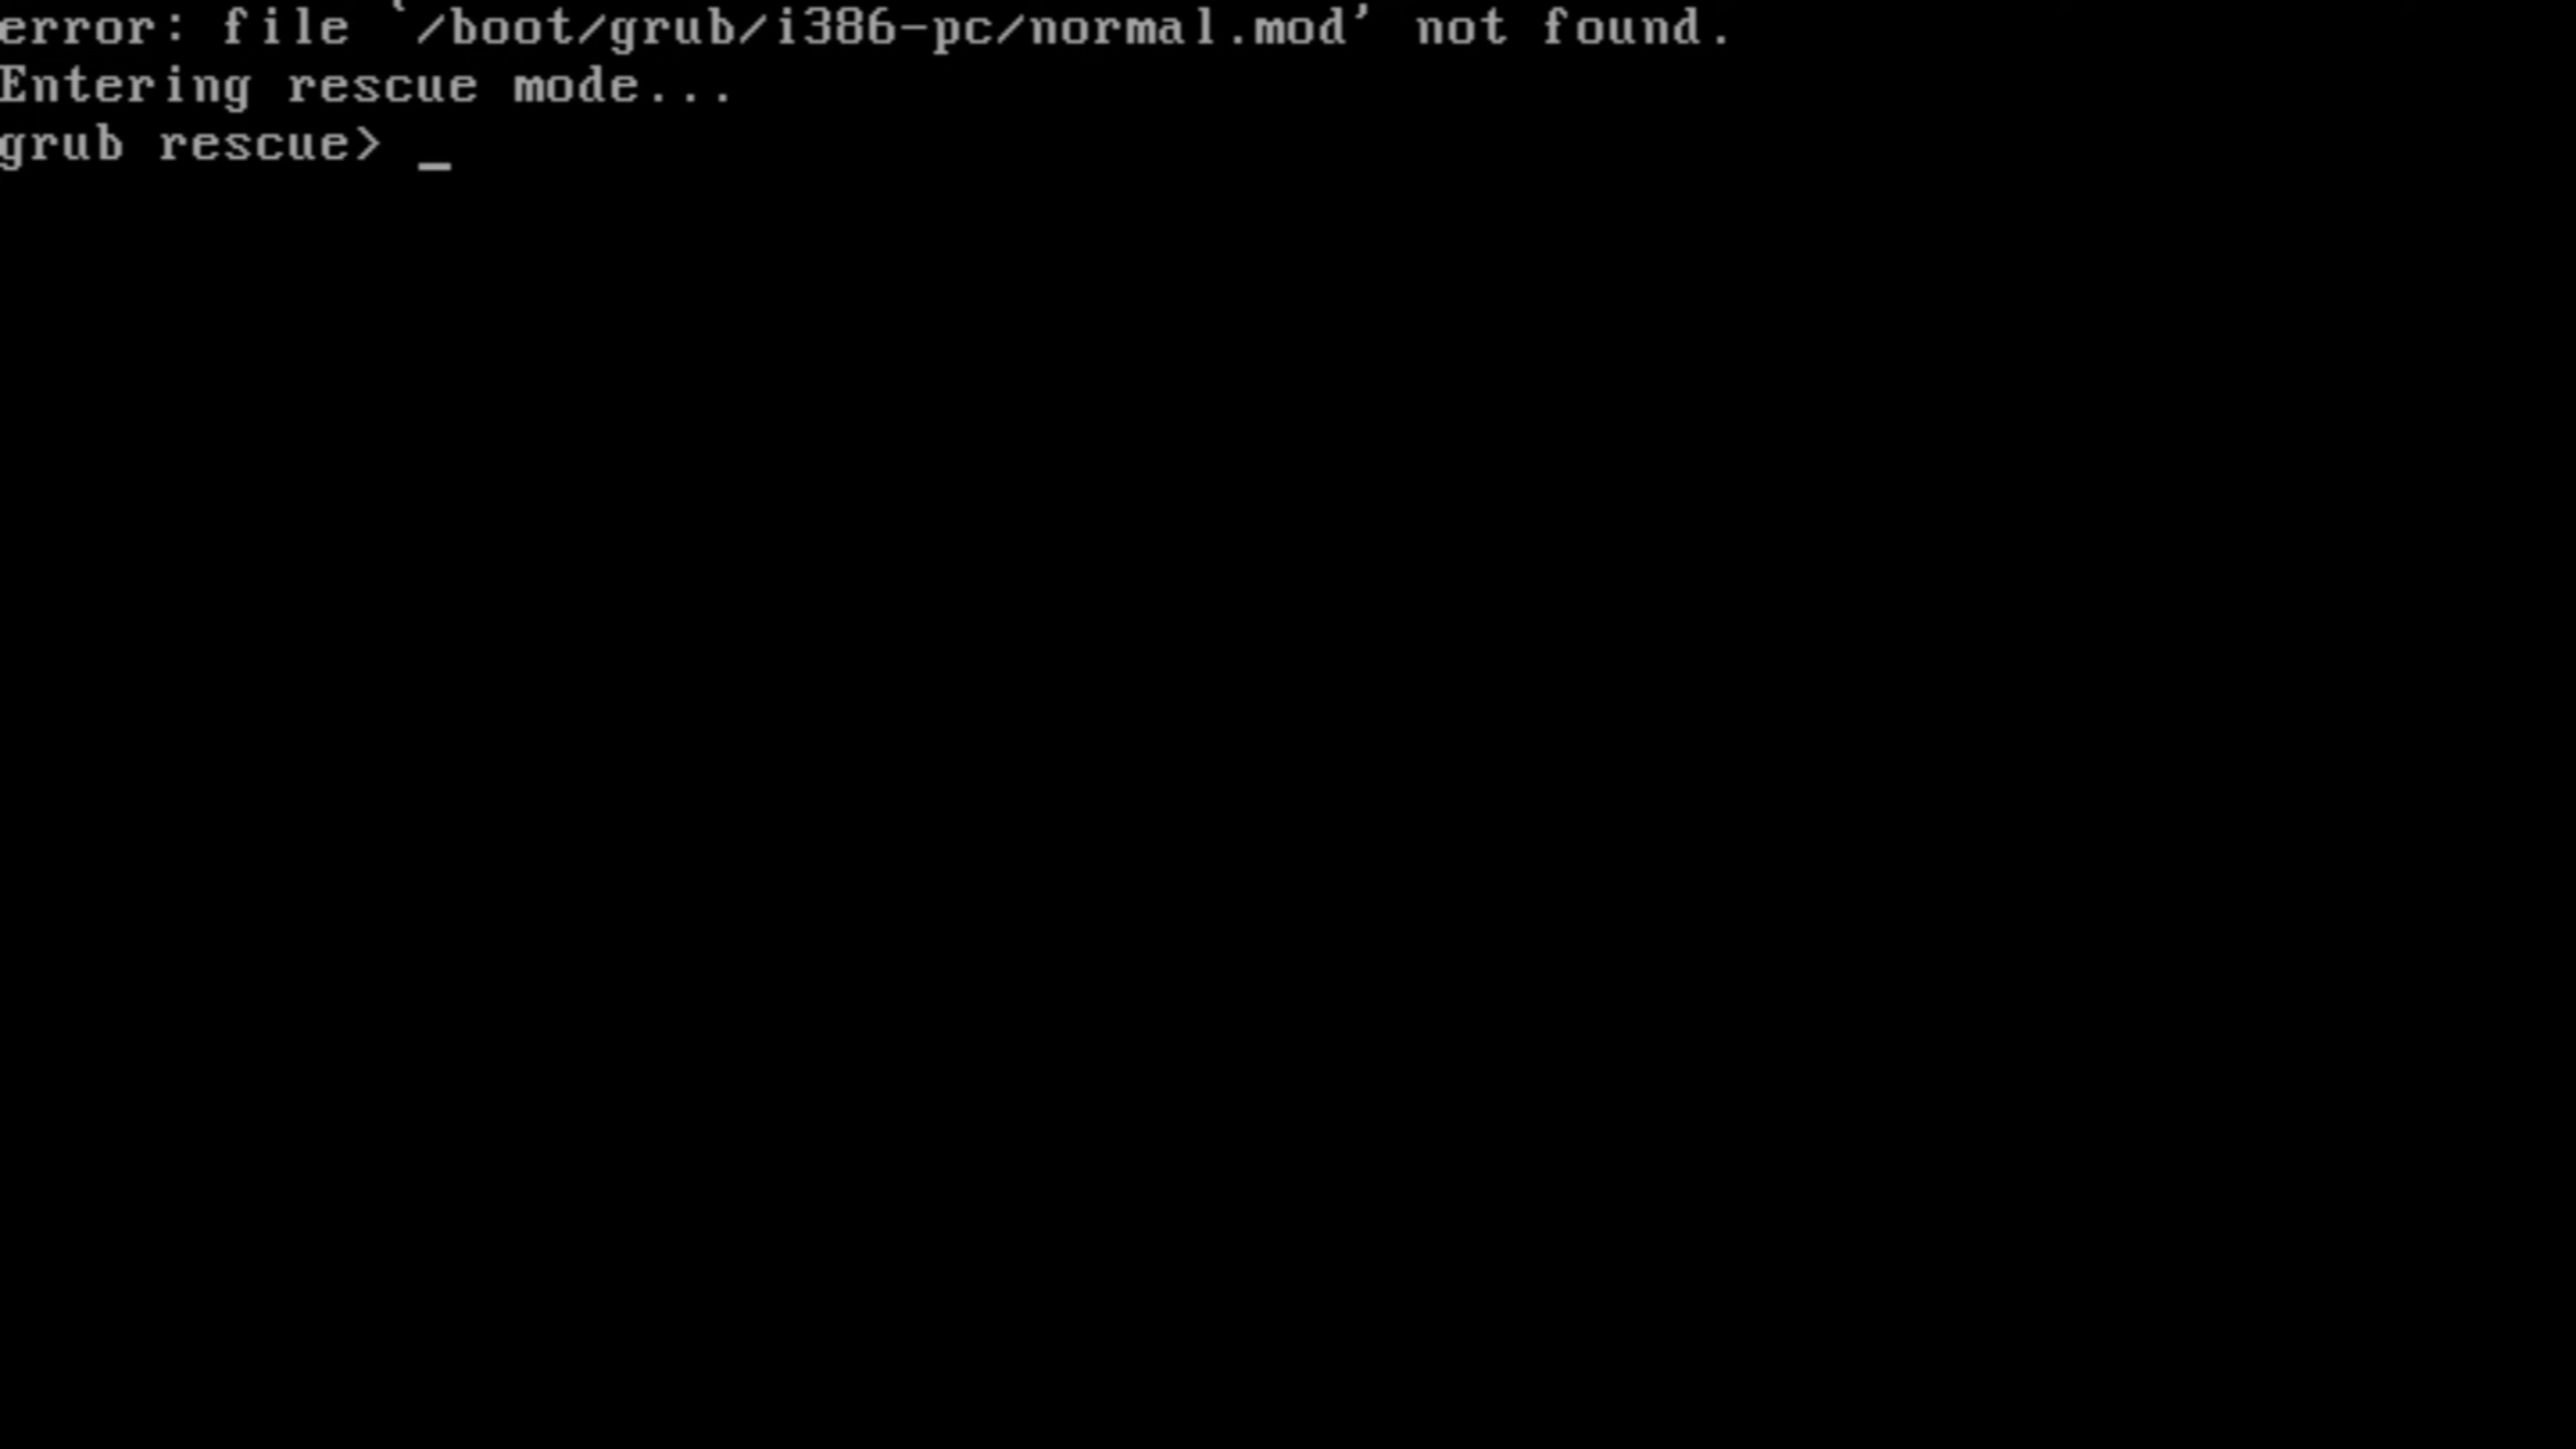 error: file `/boot/grub/i386-pc/normal.mod' not found.
Entering rescue mode...
grub rescue> _